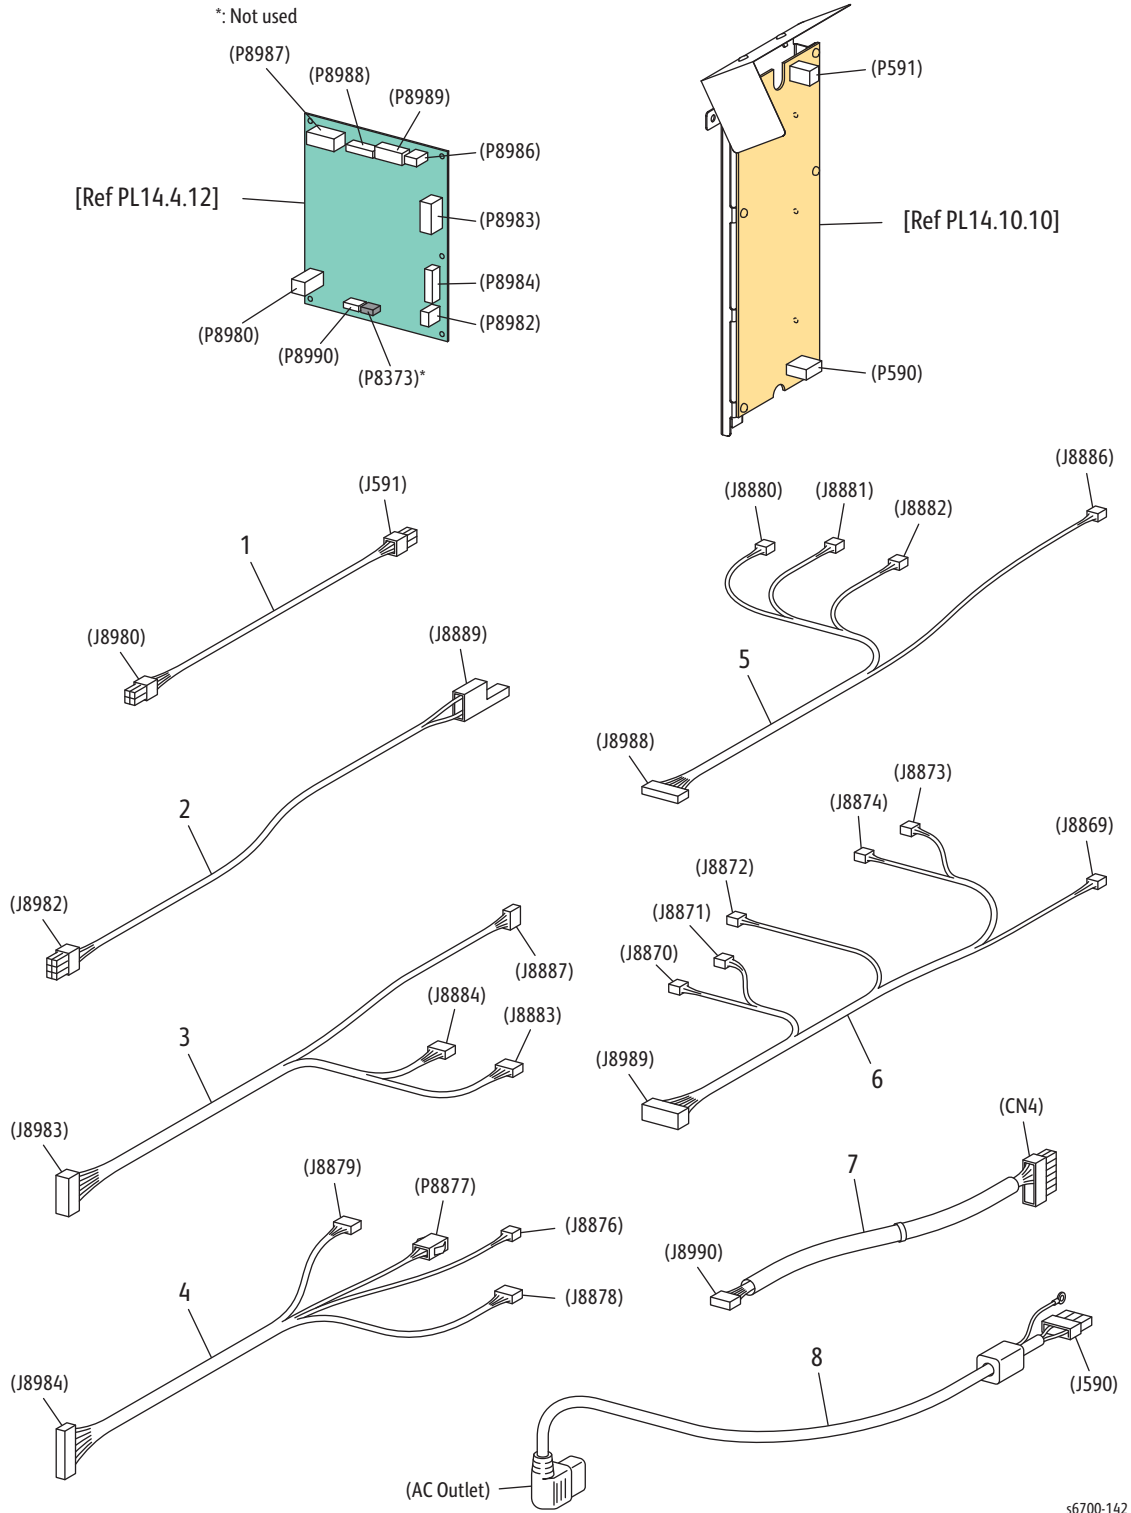 *: Not used
(P8987)
(P8988)
(P8989)
(P8986)
[Ref PL14.4.12]
(P8983)
(P8984)
(P8982)
(P8980)
(P8990)
(P8373)*
(P591)
[Ref PL14.10.10]
(P590)
(J591)
1
(J8980)
(J8889)
2
(J8982)
(J8887)
3
(J8884)
(J8883)
(J8983)
(J8879)
(P8877)
(J8876)
4
(J8878)
(J8984)
(J8886)
(J8880)
(J8881)
(J8882)
5
(J8988)
(J8873)
(J8874)
(J8869)
(J8872)
(J8871)
(J8870)
(J8989)
6
(CN4)
7
(J8990)
8
(J590)
(AC Outlet)
s6700-142